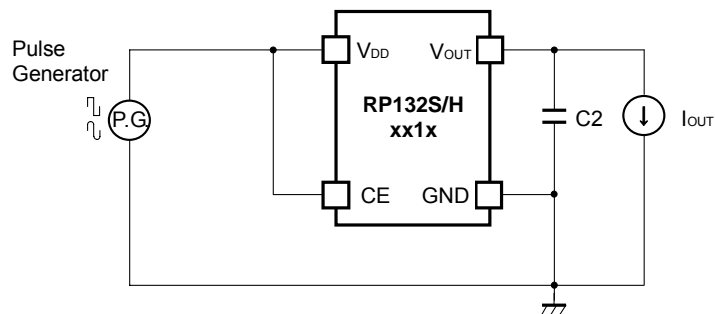 Pulse
Generator
P.G.
VDD
VOUT
RP132S/H
xx1x
CE
GND
C2
IOUT